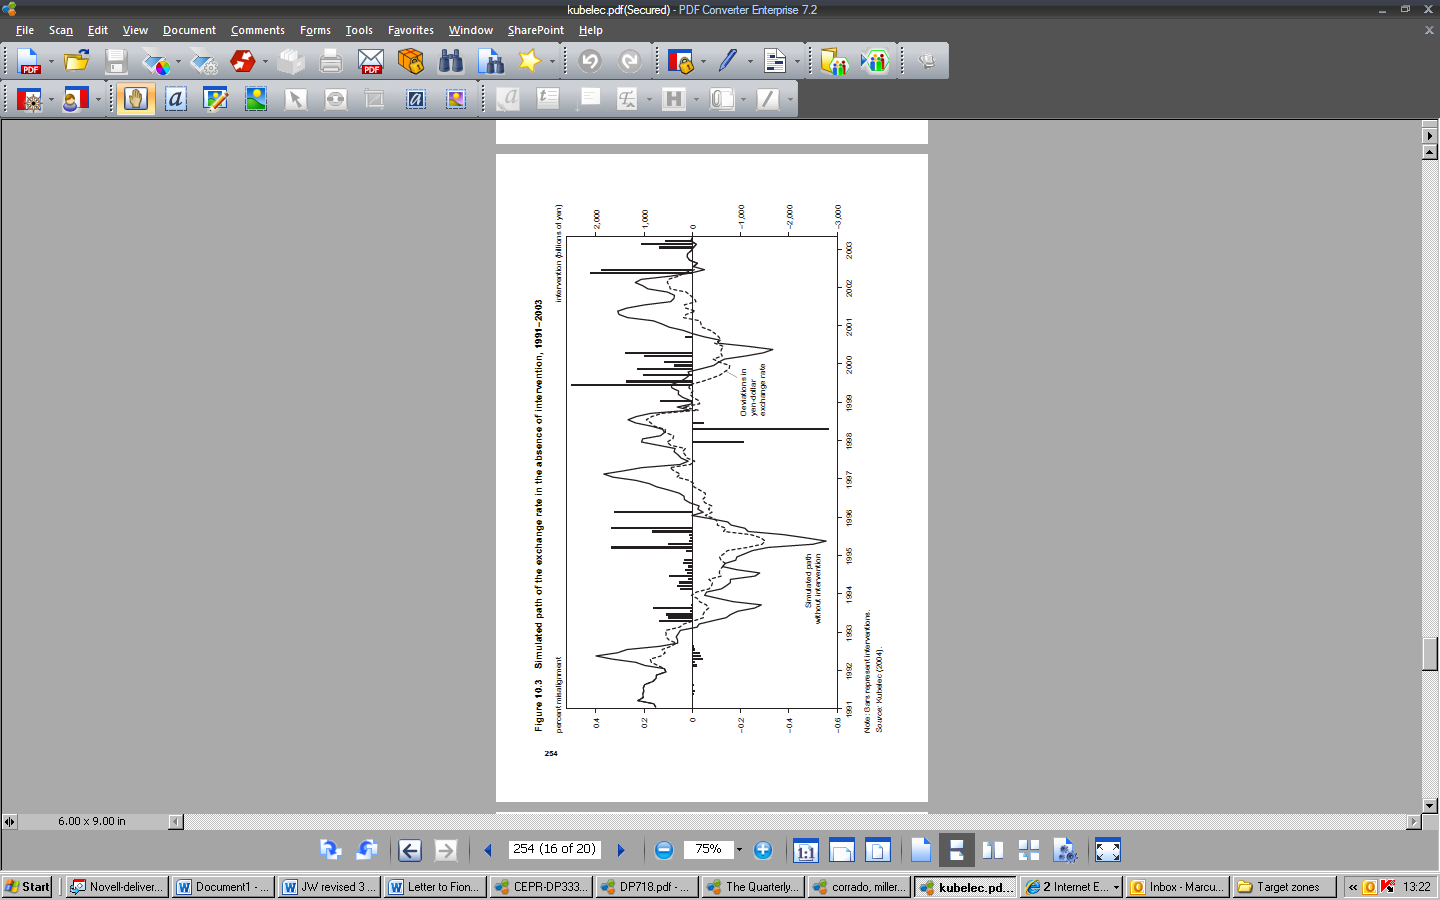 kubelec.pdf(Secured) - PDF Converter Enterprise 7.2
File Scan Edit View Document Comments Forms Tools Favorites Window SharePoint Help
Figure 10.3 Simulated path of the exchange rate in the absence of intervention, 1991–2003
percent misalignment
intervention (billions of yen)
0.4
0.2
0
–0.2
–0.4
–0.6
2,000
1,000
0
–1,000
–2,000
–3,000
1991 1992 1993 1994 1995 1996 1997 1998 1999 2000 2001 2002 2003
Deviations in
yen-dollar
exchange rate
Simulated path
without intervention
Note: Bars represent interventions.
Source: Kubelec (2004).
254
6.00 x 9.00 in
254 (16 of 20)
75%
1:1
Start
Novell-deliver...
Document1 - ...
JW revised 3 ...
Letter to Fion...
CEPR-DP333...
DP718.pdf - ...
The Quarterly...
corrado, miller...
kubelec.pd...
2 Internet E...
Inbox - Marcu...
Target zones
13:22